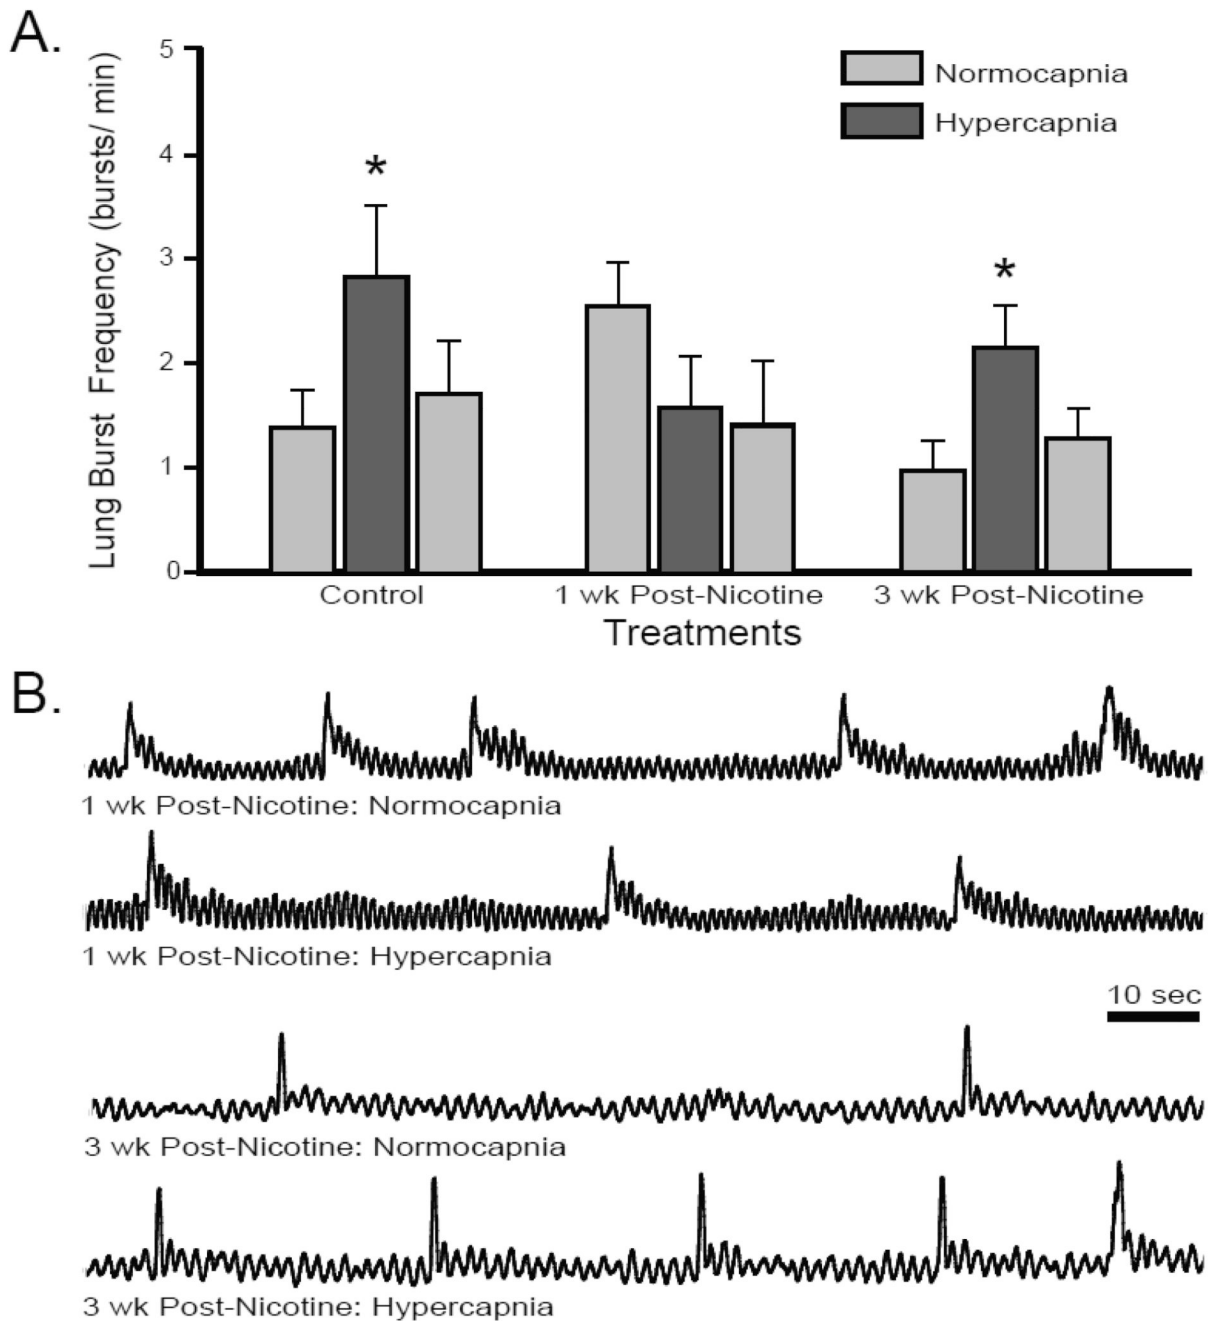 A.
Lung Burst Frequency (bursts/ min)
5
4
3
2
1
0
Normocapnia
Hypercapnia
*
*
Control
1 wk Post-Nicotine
3 wk Post-Nicotine
Treatments
B.
1 wk Post-Nicotine: Normocapnia
1 wk Post-Nicotine: Hypercapnia
10 sec
3 wk Post-Nicotine: Normocapnia
3 wk Post-Nicotine: Hypercapnia